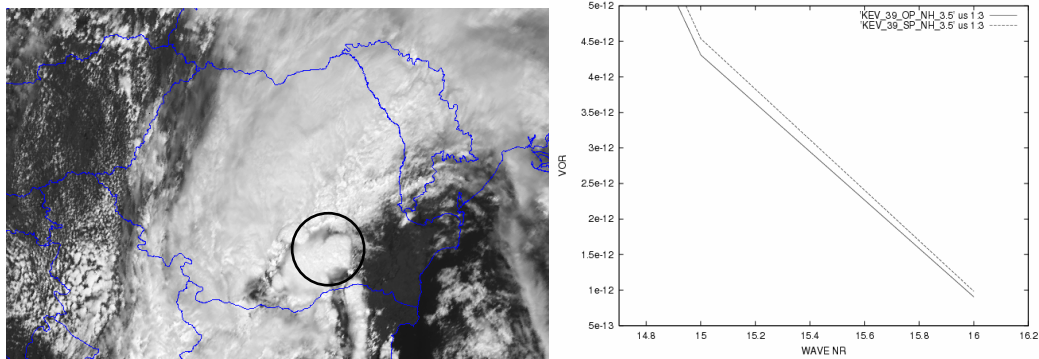 5e-12
4.5e-12
4e-12
3.5e-12
3e-12
2.5e-12
2e-12
1.5e-12
1e-12
5e-13
VOR
'KEV_39_OP_NH_3.5' us 1:3
'KEV_39_SP_NH_3.5' us 1:3
14.8 15 15.2 15.4 15.6 15.8 16 16.2
WAVE NR